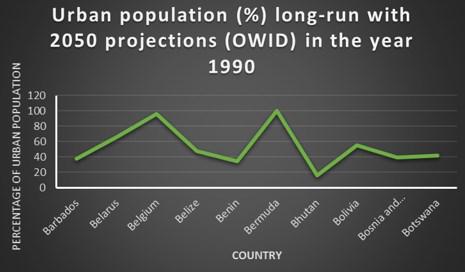 Urban population (%) long-run with
2050 projections (OWID) in the year
1990
PERCENTAGE OF URBAN POPULATION
120
100
80
60
40
20
0
Barbados
Belarus
Belgium
Belize
Benin
Bermuda
Bhutan
Bolivia
Bosnia and...
Botswana
COUNTRY